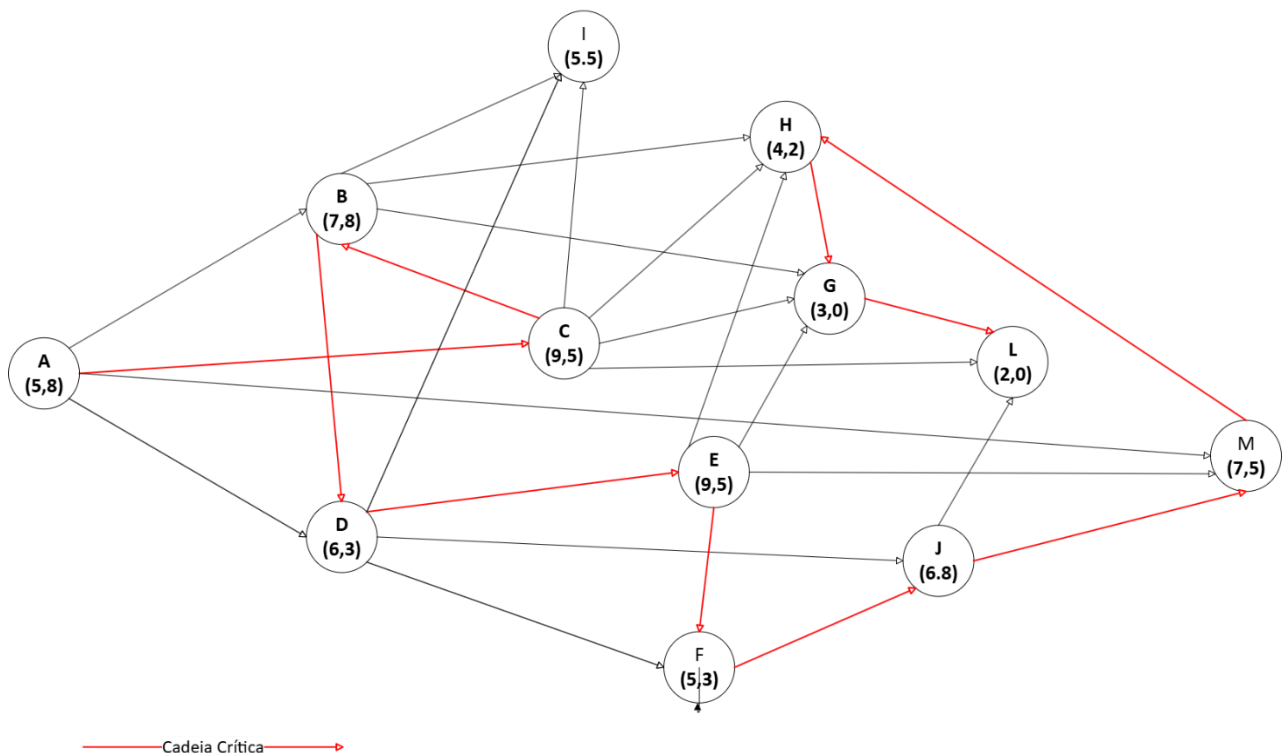 I
(5.5)
H
(4,2)
B
(7,8)
G
(3,0)
C
(9,5)
L
(2,0)
A
(5,8)
M
(7,5)
E
(9,5)
D
(6,3)
J
(6.8)
F
(5,3)
Cadeia Crítica